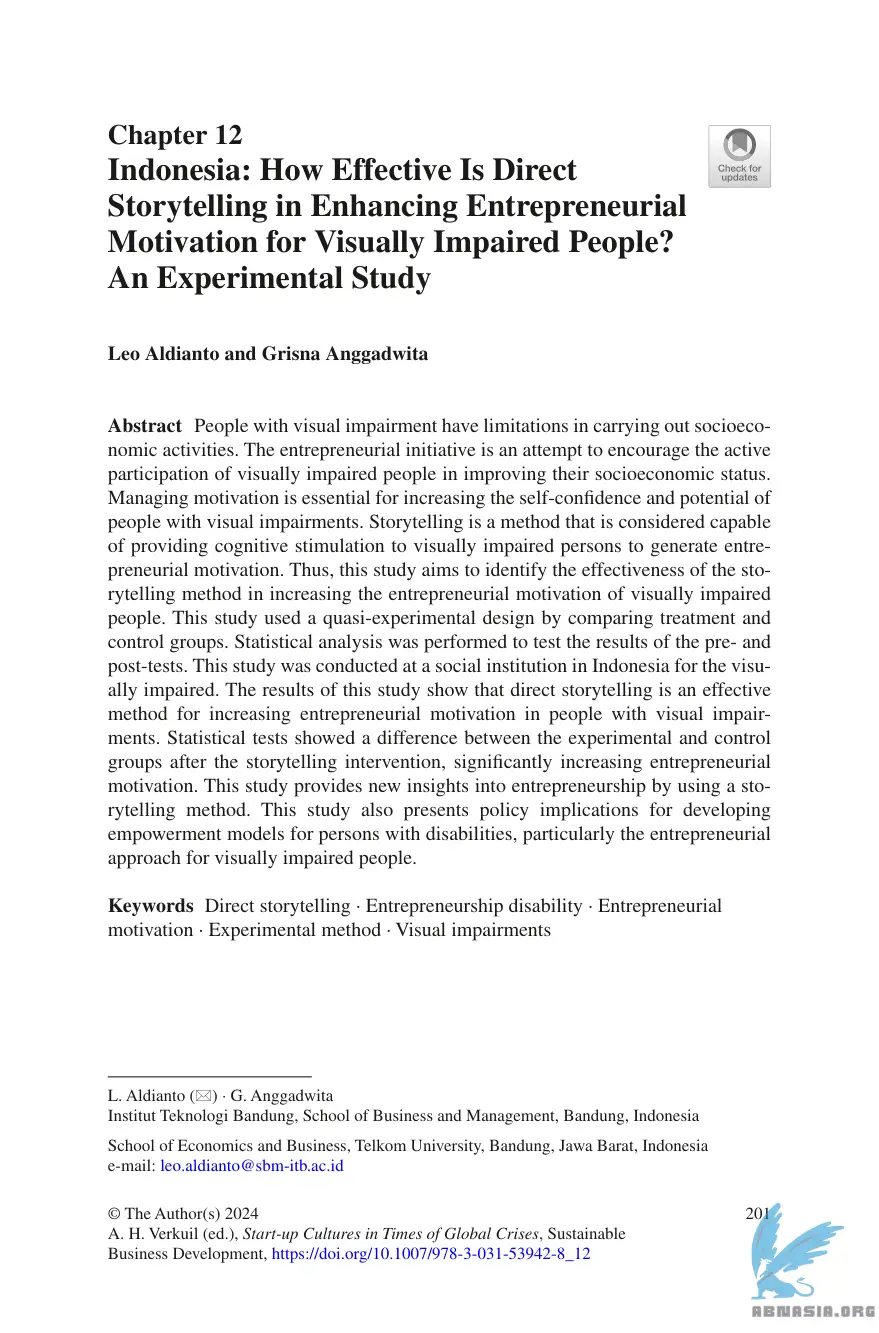 Chapter 12
Indonesia: How Effective Is Direct
Storytelling in Enhancing Entrepreneurial
Motivation for Visually Impaired People?
An Experimental Study
Check for
updates
Leo Aldianto and Grisna Anggadwita
Abstract People with visual impairment have limitations in carrying out socioeco-
nomic activities. The entrepreneurial initiative is an attempt to encourage the active
participation of visually impaired people in improving their socioeconomic status.
Managing motivation is essential for increasing the self-confidence and potential of
people with visual impairments. Storytelling is a method that is considered capable
of providing cognitive stimulation to visually impaired persons to generate entre-
preneurial motivation. Thus, this study aims to identify the effectiveness of the sto-
rytelling method in increasing the entrepreneurial motivation of visually impaired
people. This study used a quasi-experimental design by comparing treatment and
control groups. Statistical analysis was performed to test the results of the pre- and
post-tests. This study was conducted at a social institution in Indonesia for the visu-
ally impaired. The results of this study show that direct storytelling is an effective
method for increasing entrepreneurial motivation in people with visual impair-
ments. Statistical tests showed a difference between the experimental and control
groups after the storytelling intervention, significantly increasing entrepreneurial
motivation. This study provides new insights into entrepreneurship by using a sto-
rytelling method. This study also presents policy implications for developing
empowerment models for persons with disabilities, particularly the entrepreneurial
approach for visually impaired people.
Keywords Direct storytelling · Entrepreneurship disability · Entrepreneurial
motivation · Experimental method · Visual impairments
L. Aldianto (✉) · G. Anggadwita
Institut Teknologi Bandung, School of Business and Management, Bandung, Indonesia
School of Economics and Business, Telkom University, Bandung, Jawa Barat, Indonesia
e-mail: leo.aldianto@sbm-itb.ac.id
© The Author(s) 2024
201
A. H. Verkuil (ed.), Start-up Cultures in Times of Global Crises, Sustainable
Business Development, https://doi.org/10.1007/978-3-031-53942-8_12
ABNASIA.ORG